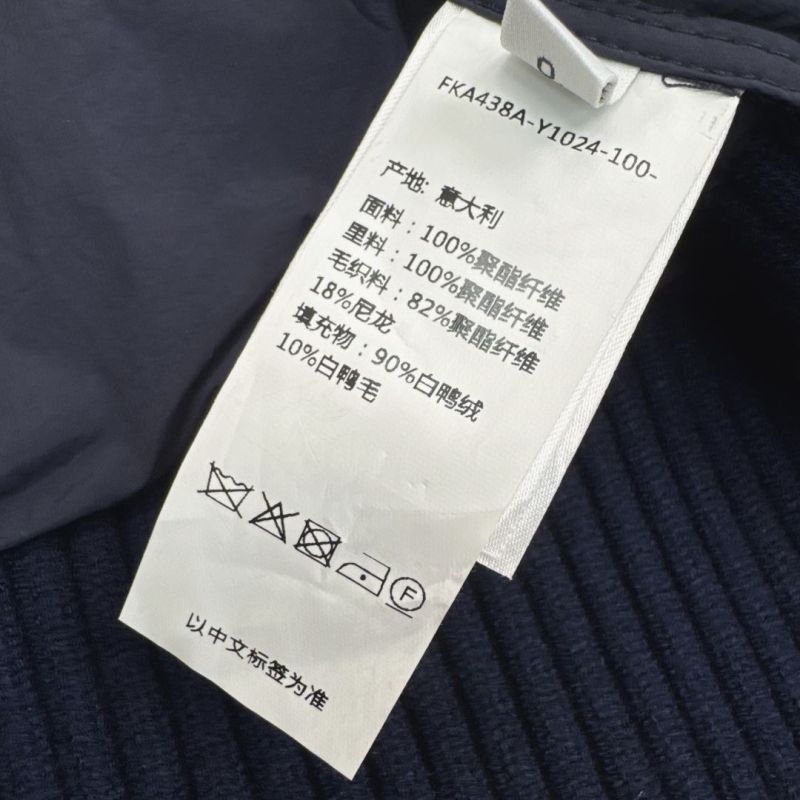 FKA438A-Y1024-100-
产地: 意大利
面料：100%聚酯纤维
里料：100%聚酯纤维
毛织料：82%聚酯纤维
18%尼龙
填充物：90%白鸭绒
10%白鸭毛
F
以中文标签为准